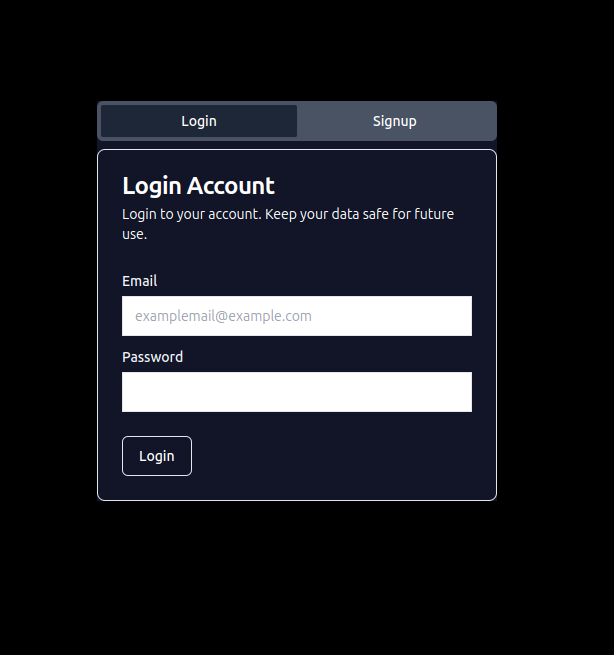 Login
Signup
Login Account
Login to your account. Keep your data safe for future
use.
Email
examplemail@example.com
Password
Login